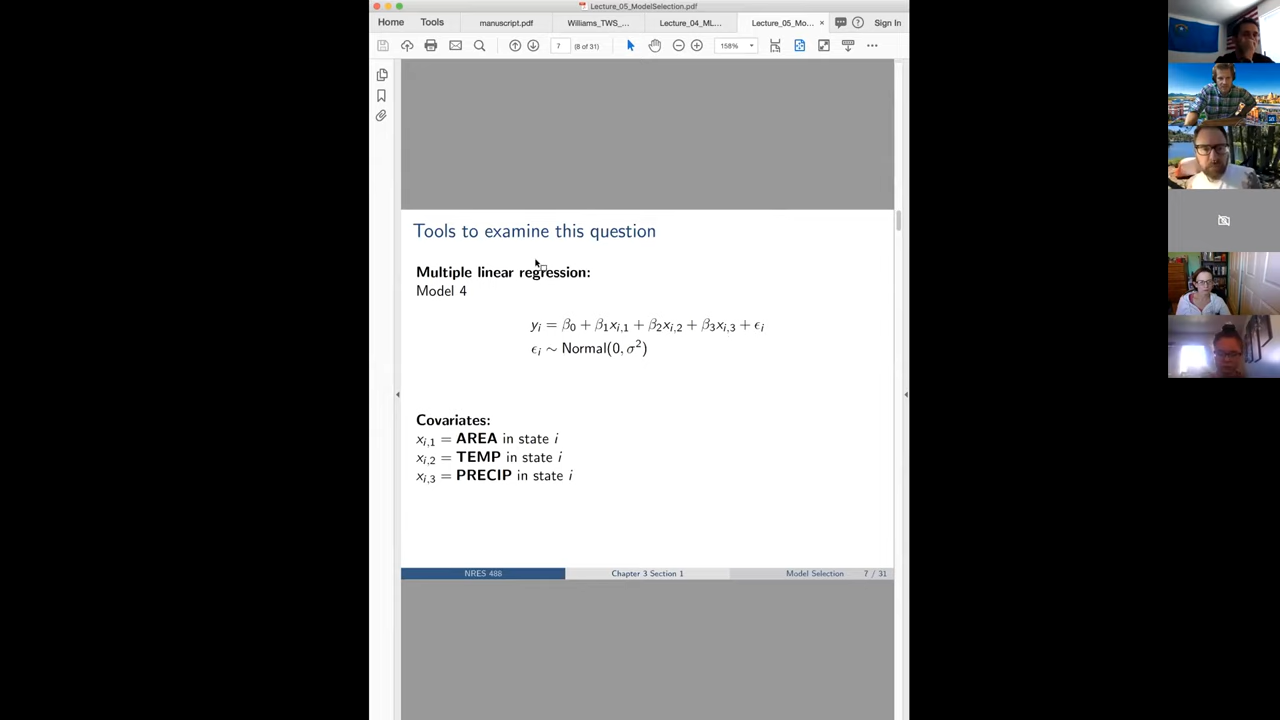 Lecture_05_ModelSelection.pdf
Home Tools manuscript.pdf Williams_TWS_... Lecture_04_ML... Lecture_05_Mo... × Sign In
7 (8 of 31) 158%
Tools to examine this question
Multiple linear regression:
Model 4
yᵢ = β₀ + β₁xᵢ,₁ + β₂xᵢ,₂ + β₃xᵢ,₃ + ϵᵢ
ϵᵢ ∼ Normal(0, σ²)
Covariates:
xᵢ,₁ = AREA in state i
xᵢ,₂ = TEMP in state i
xᵢ,₃ = PRECIP in state i
NRES 488 Chapter 3 Section 1 Model Selection 7 / 31